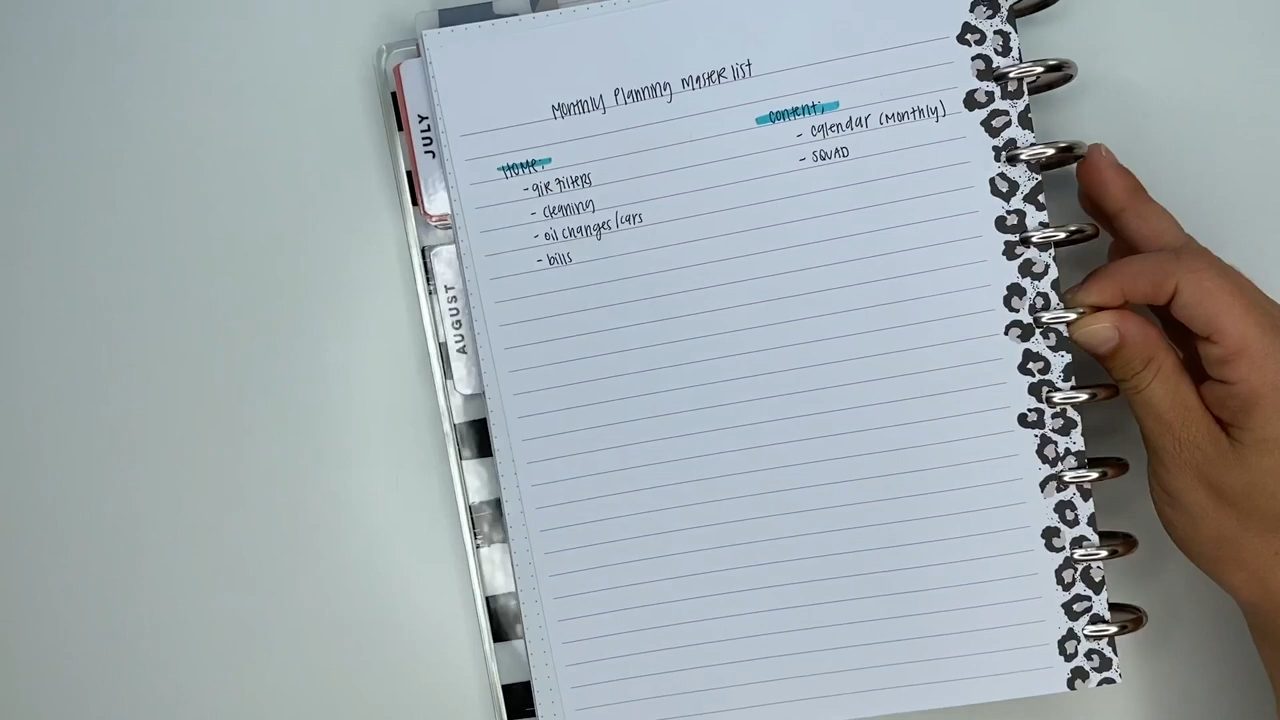 Monthly Planning Master List
HOME:
- air filters
- cleaning
- oil changes/cars
- bills
content:
- calendar (Monthly)
- SQUAD
JULY
AUGUST